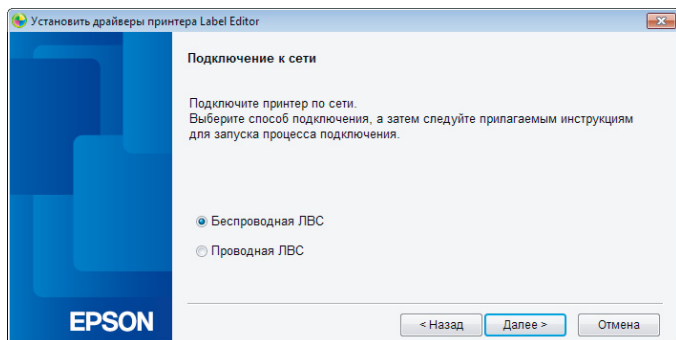 Установить драйверы принтера Label Editor
Подключение к сети
Подключите принтер по сети.
Выберите способ подключения, а затем следуйте прилагаемым инструкциям
для запуска процесса подключения.
Беспроводная ЛВС
Проводная ЛВС
EPSON
< Назад Далее > Отмена